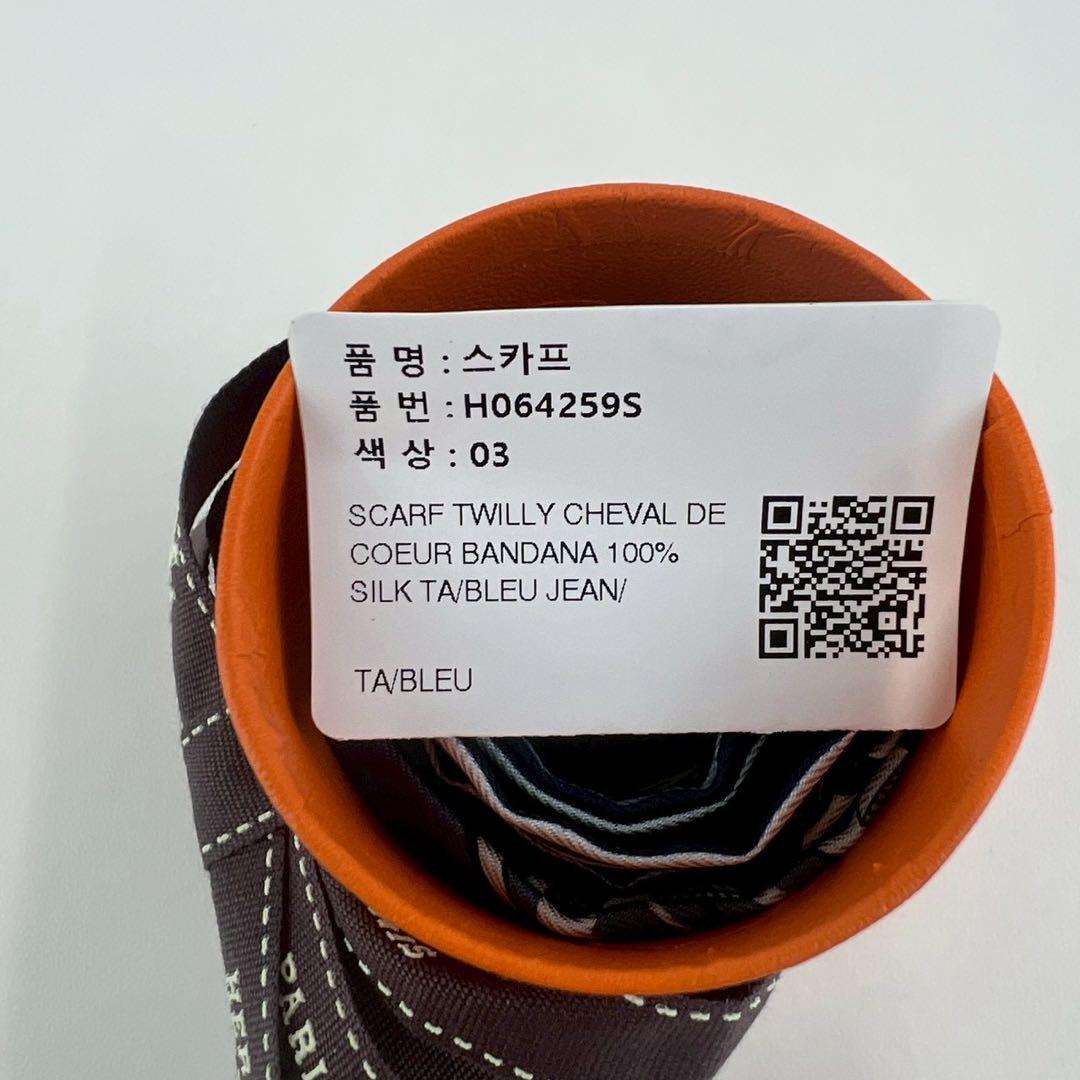 품 명 : 스카프
품 번 : H064259S
색 상 : 03
SCARF TWILLY CHEVAL DE
COEUR BANDANA 100%
SILK TA/BLEU JEAN/
TA/BLEU